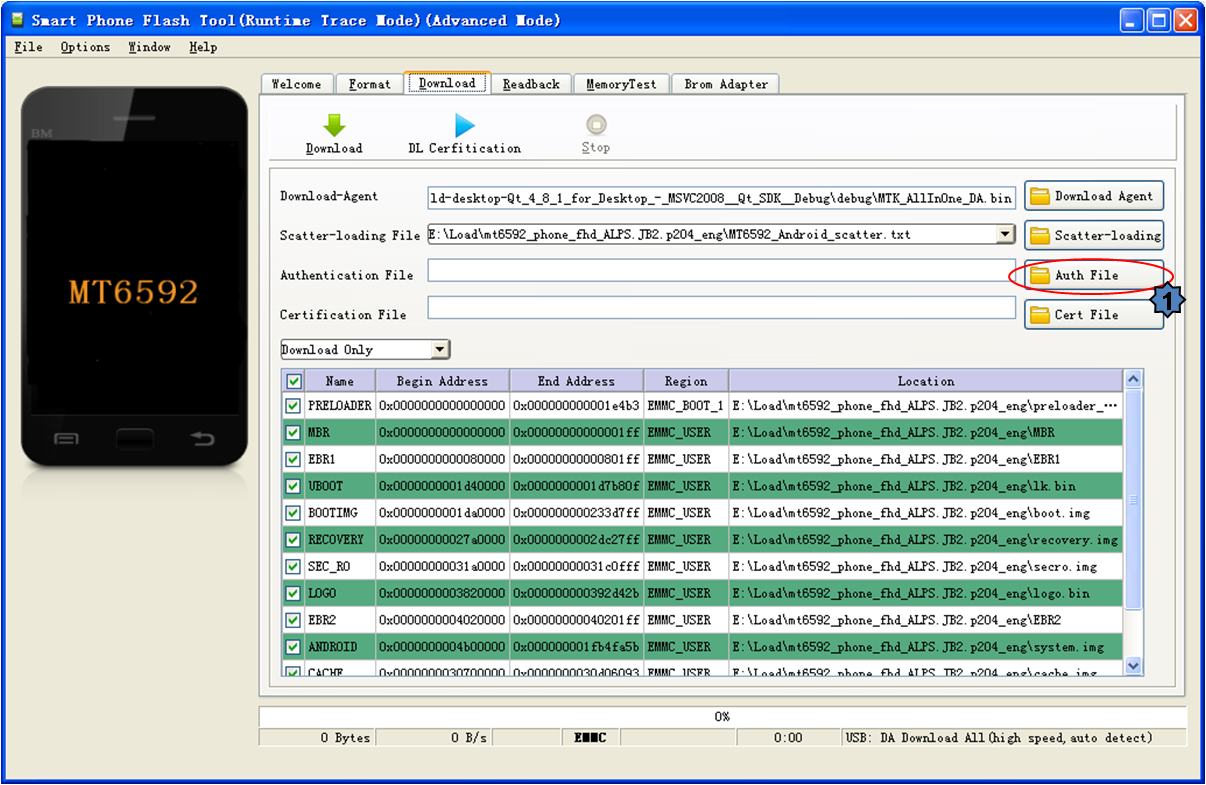 Smart Phone Flash Tool(Runtime Trace Mode)(Advanced Mode)
File Options Window Help
Welcome Format Download Readback MemoryTest Brom Adapter
BM
Download DL Cerfitication Stop
Download-Agent ld-desktop-Qt_4_8_1_for_Desktop_-_MSVC2008__Qt_SDK__Debug\debug\MTK_AllInOne_DA.bin Download Agent
Scatter-loading File E:\Load\mt6592_phone_fhd_ALPS.JB2.p204_eng\MT6592_Android_scatter.txt Scatter-loading
Authentication File Auth File
1
MT6592
Certification File Cert File
Download Only
Name Begin Address End Address Region Location
PRELOADER 0x0000000000000000 0x000000000001e4b3 EMMC_BOOT_1 E:\Load\mt6592_phone_fhd_ALPS.JB2.p204_eng\preloader_...
MBR 0x0000000000000000 0x00000000000001ff EMMC_USER E:\Load\mt6592_phone_fhd_ALPS.JB2.p204_eng\MBR
EBR1 0x0000000000080000 0x00000000000801ff EMMC_USER E:\Load\mt6592_phone_fhd_ALPS.JB2.p204_eng\EBR1
UBOOT 0x0000000001d40000 0x0000000001d7b80f EMMC_USER E:\Load\mt6592_phone_fhd_ALPS.JB2.p204_eng\lk.bin
BOOTIMG 0x0000000001da0000 0x000000000233d7ff EMMC_USER E:\Load\mt6592_phone_fhd_ALPS.JB2.p204_eng\boot.img
RECOVERY 0x00000000027a0000 0x0000000002dc27ff EMMC_USER E:\Load\mt6592_phone_fhd_ALPS.JB2.p204_eng\recovery.img
SEC_RO 0x00000000031a0000 0x00000000031c0fff EMMC_USER E:\Load\mt6592_phone_fhd_ALPS.JB2.p204_eng\secro.img
LOGO 0x0000000003820000 0x000000000392d42b EMMC_USER E:\Load\mt6592_phone_fhd_ALPS.JB2.p204_eng\logo.bin
EBR2 0x0000000004020000 0x00000000040201ff EMMC_USER E:\Load\mt6592_phone_fhd_ALPS.JB2.p204_eng\EBR2
ANDROID 0x0000000004b00000 0x000000001fb4fa5b EMMC_USER E:\Load\mt6592_phone_fhd_ALPS.JB2.p204_eng\system.img
CACHE 0x0000000030700000 0x0000000030d06093 EMMC_USER E:\Load\mt6592_phone_fhd_ALPS.JB2.p204_eng\cache.img
0%
0 Bytes 0 B/s EMMC 0:00 USB: DA Download All(high speed,auto detect)